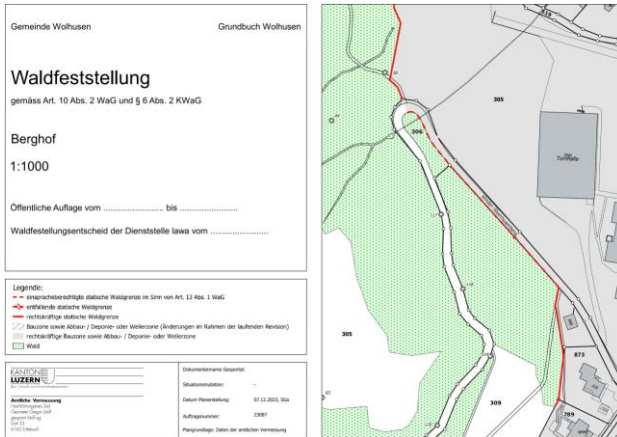 Gemeinde Wolhusen
Grundbuch Wolhusen
Waldfeststellung
gemäss Art. 10 Abs. 2 WaG und § 6 Abs. 2 KWaG
Berghof
1:1000
Öffentliche Auflage vom ........................ bis .......................
Waldfestellungsentscheid der Dienststelle lawa vom .......................
Legende:
einspracheberechtigte statische Waldgrenze im Sinn von Art. 13 Abs. 1 WaG
entfallende statische Waldgrenze
rechtskräftige statische Waldgrenze
Bauzone sowie Abbau- / Deponie- oder Weilerzone (Änderungen im Rahmen der laufenden Revision)
rechtskräftige Bauzone sowie Abbau- / Deponie- oder Weilerzone
Wald
KANTON
LUZERN
Amtliche Vermessung
Dokumentenname Geoportal:
Situationsmutation: -
Datum Planerstellung: 07.12.2023, SGa
Auftragsnummer: 23087
Plangrundlage: Daten der amtlichen Vermessung
819
305
306
Turnhalle
305
309
873
789